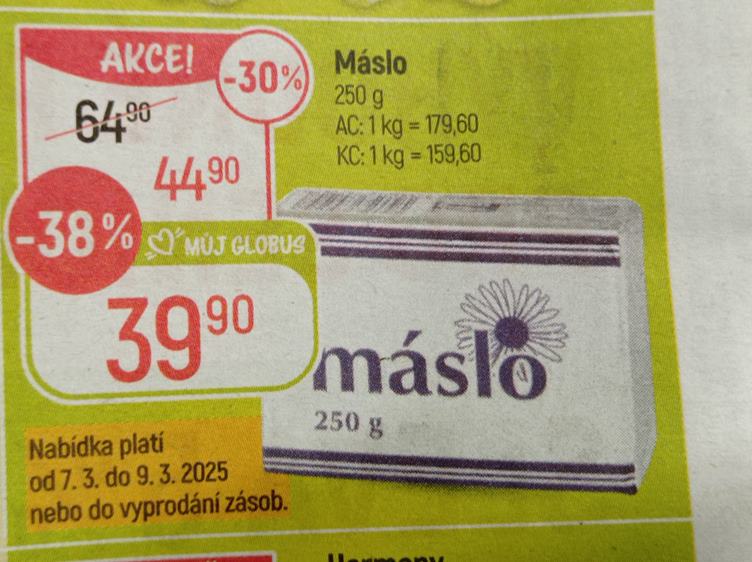 AKCE!
-30%
6490
4490
-38%
MŮJ GLOBUS
3990
Máslo
250 g
AC: 1 kg = 179,60
KC: 1 kg = 159,60
máslo
250 g
Nabídka platí
od 7. 3. do 9. 3. 2025
nebo do vyprodání zásob.